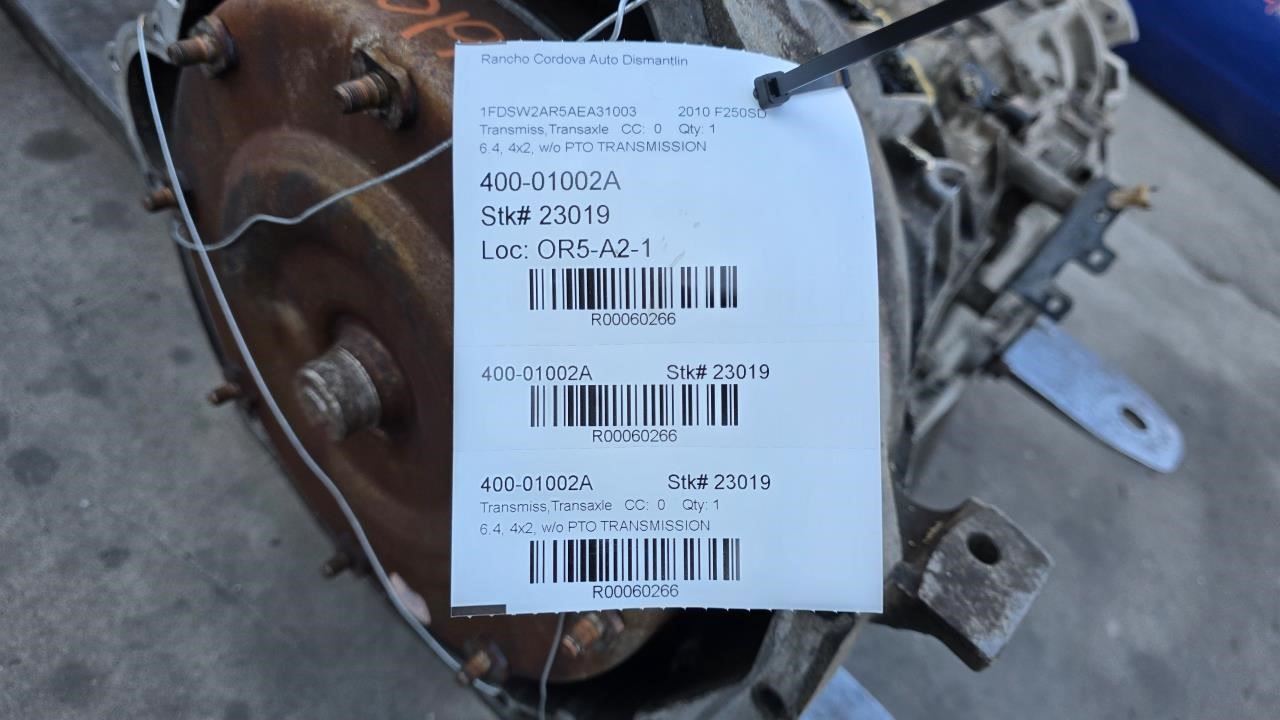 Rancho Cordova Auto Dismantlin
1FDSW2AR5AEA31003 2010 F250SD
Transmiss,Transaxle CC: 0 Qty: 1
6.4, 4x2, w/o PTO TRANSMISSION
400-01002A
Stk# 23019
Loc: OR5-A2-1
R00060266
400-01002A Stk# 23019
R00060266
400-01002A Stk# 23019
Transmiss,Transaxle CC: 0 Qty: 1
6.4, 4x2, w/o PTO TRANSMISSION
R00060266